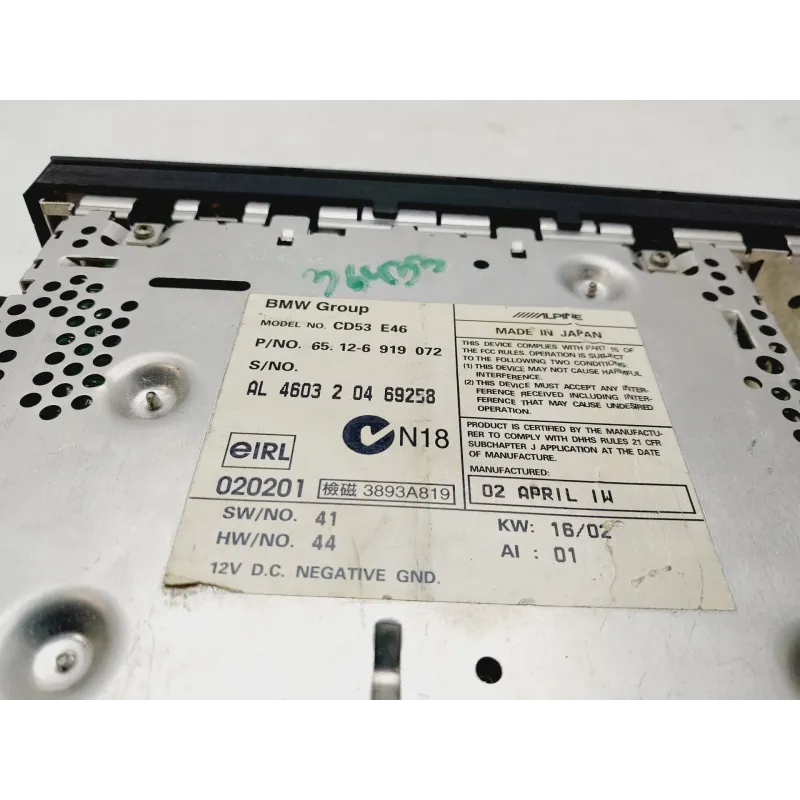 BMW Group
MODEL NO. CD53 E46
P/NO. 65. 12-6 919 072
S/NO.
AL 4603 2 04 69258
N18
eIRL
020201 檢磁 3893A819
SW/NO. 41
HW/NO. 44
12V D.C. NEGATIVE GND.
ALPINE
MADE IN JAPAN
THIS DEVICE COMPLIES WITH PART 15 OF
THE FCC RULES. OPERATION IS SUBJECT
TO THE FOLLOWING TWO CONDITIONS:
(1) THIS DEVICE MAY NOT CAUSE HARMFUL
INTERFERENCE.
(2) THIS DEVICE MUST ACCEPT ANY INTER-
FERENCE RECEIVED INCLUDING INTER-
FERENCE THAT MAY CAUSE UNDESIRED
OPERATION.
PRODUCT IS CERTIFIED BY THE MANUFACTU-
RER TO COMPLY WITH DHHS RULES 21 CFR
SUBCHAPTER J APPLICATION AT THE DATE
OF MANUFACTURE.
MANUFACTURED:
02 APRIL IW
KW: 16/02
AI : 01